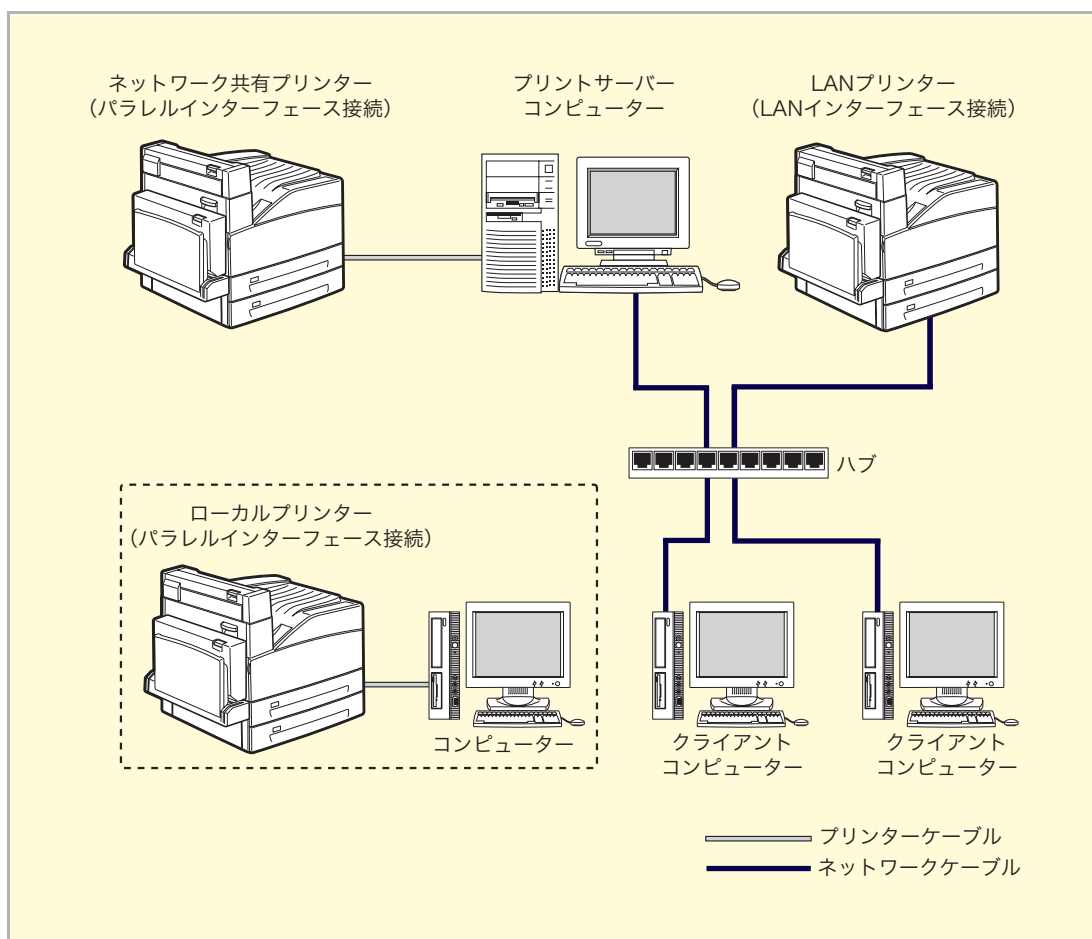 ネットワーク共有プリンター
（パラレルインターフェース接続）
プリントサーバー
コンピューター
LANプリンター
（LANインターフェース接続）
ハブ
ローカルプリンター
（パラレルインターフェース接続）
コンピューター
クライアント
コンピューター
クライアント
コンピューター
プリンターケーブル
ネットワークケーブル